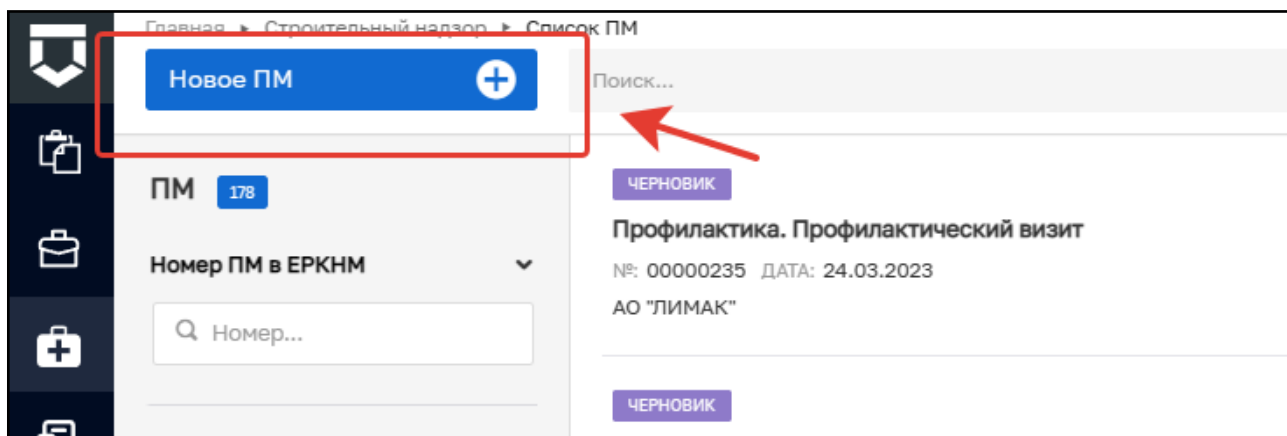 Главная ▸ Строительный надзор ▸ Список ПМ
Новое ПМ
Поиск...
ПМ 178
Номер ПМ в ЕРКНМ
Номер...
ЧЕРНОВИК
Профилактика. Профилактический визит
№: 00000235 ДАТА: 24.03.2023
АО "ЛИМАК"
ЧЕРНОВИК